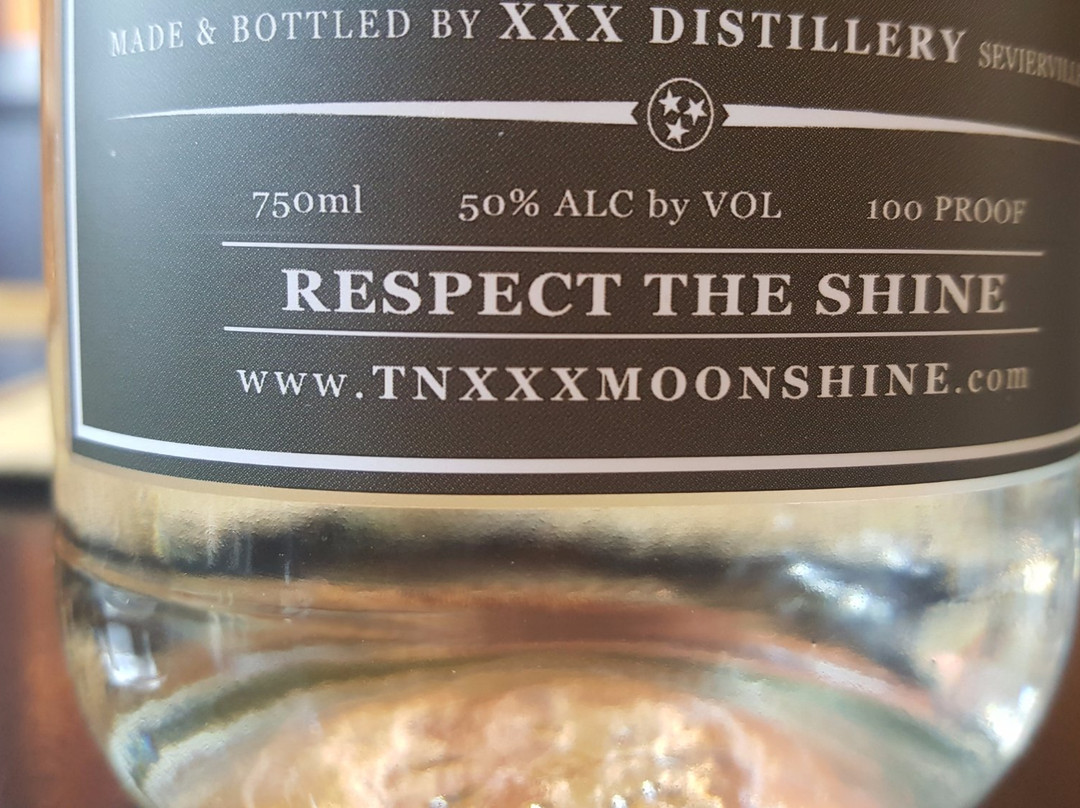 MADE & BOTTLED BY XXX DISTILLERY SEVIERVILLE
750ml 50% ALC by VOL 100 PROOF
RESPECT THE SHINE
www.TNXXXMOONSHINE.com